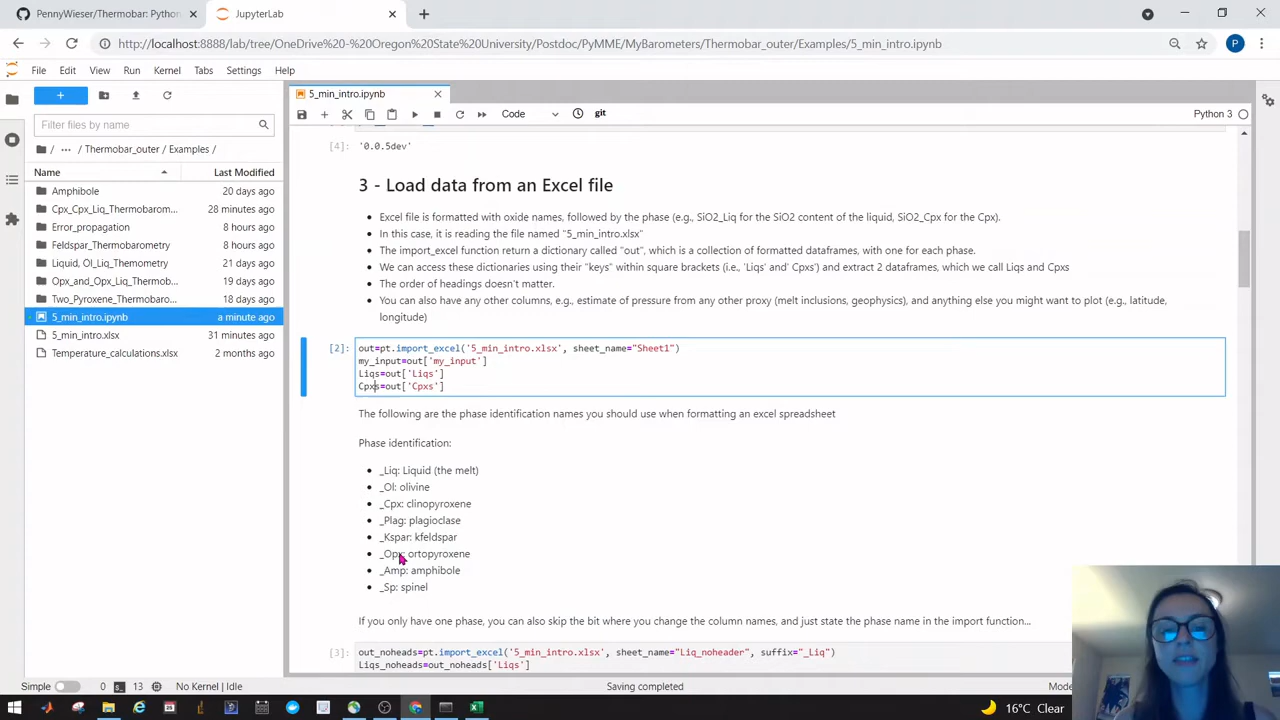 PennyWieser/Thermobar: Python
JupyterLab
http://localhost:8888/lab/tree/OneDrive%20-%20Oregon%20State%20University/Postdoc/PyMME/MyBarometers/Thermobar_outer/Examples/5_min_intro.ipynb
P
File Edit View Run Kernel Tabs Settings Help
5_min_intro.ipynb
Code
git
Python 3
Filter files by name
/ ... / Thermobar_outer / Examples /
Name Last Modified
Amphibole 20 days ago
Cpx_Cpx_Liq_Thermobarom... 28 minutes ago
Error_propagation 8 hours ago
Feldspar_Thermobarometry 8 hours ago
Liquid, Ol_Liq_Themometry 21 days ago
Opx_and_Opx_Liq_Thermob... 19 days ago
Two_Pyroxene_Thermobaro... 18 days ago
5_min_intro.ipynb a minute ago
5_min_intro.xlsx 31 minutes ago
Temperature_calculations.xlsx 2 months ago
[4]: '0.0.5dev'
3 - Load data from an Excel file
• Excel file is formatted with oxide names, followed by the phase (e.g., SiO2_Liq for the SiO2 content of the liquid, SiO2_Cpx for the Cpx).
• In this case, it is reading the file named "5_min_intro.xlsx"
• The import_excel function return a dictionary called "out", which is a collection of formatted dataframes, with one for each phase.
• We can access these dictionaries using their "keys" within square brackets (i.e., 'Liqs' and' Cpxs') and extract 2 dataframes, which we call Liqs and Cpxs
• The order of headings doesn't matter.
• You can also have any other columns, e.g., estimate of pressure from any other proxy (melt inclusions, geophysics), and anything else you might want to plot (e.g., latitude,
longitude)
[2]: out=pt.import_excel('5_min_intro.xlsx', sheet_name="Sheet1")
my_input=out['my_input']
Liqs=out['Liqs']
Cpxs=out['Cpxs']
The following are the phase identification names you should use when formatting an excel spreadsheet
Phase identification:
• _Liq: Liquid (the melt)
• _Ol: olivine
• _Cpx: clinopyroxene
• _Plag: plagioclase
• _Kspar: kfeldspar
• _Opx: ortopyroxene
• _Amp: amphibole
• _Sp: spinel
If you only have one phase, you can also skip the bit where you change the column names, and just state the phase name in the import function...
[3]: out_noheads=pt.import_excel('5_min_intro.xlsx', sheet_name="Liq_noheader", suffix="_Liq")
Liqs_noheads=out_noheads['Liqs']
Simple 0 13 No Kernel | Idle Saving completed Mode
16°C Clear